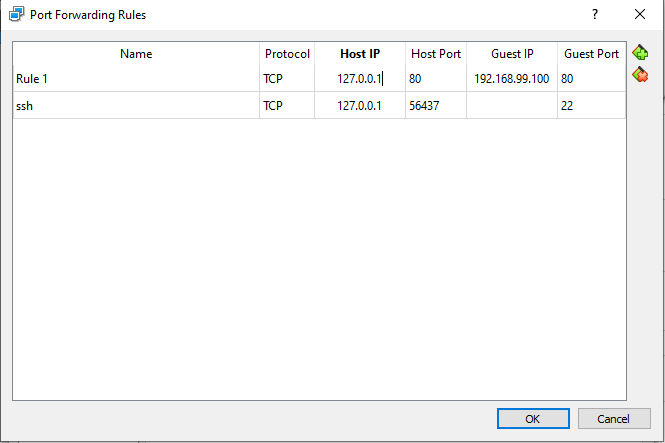 Port Forwarding Rules ?
Name Protocol Host IP Host Port Guest IP Guest Port
Rule 1 TCP 127.0.0.1 80 192.168.99.100 80
ssh TCP 127.0.0.1 56437 22
OK Cancel